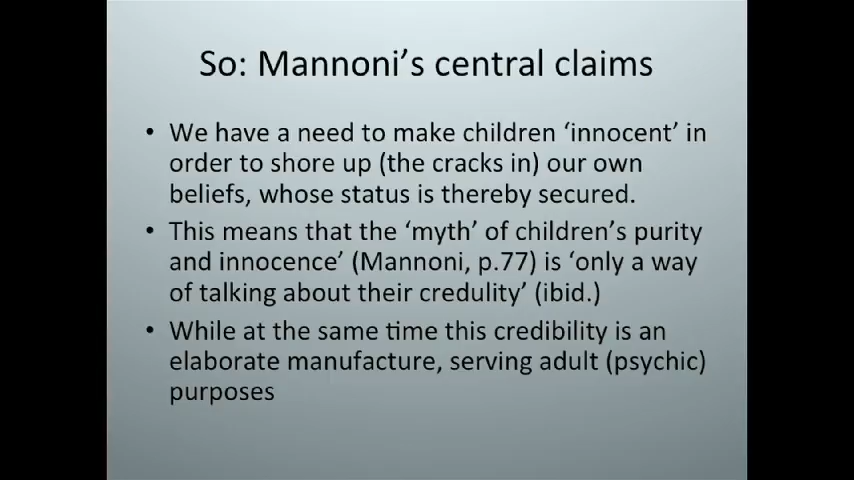 So: Mannoni’s central claims
• We have a need to make children ‘innocent’ in
order to shore up (the cracks in) our own
beliefs, whose status is thereby secured.
• This means that the ‘myth’ of children’s purity
and innocence’ (Mannoni, p.77) is ‘only a way
of talking about their credulity’ (ibid.)
• While at the same time this credibility is an
elaborate manufacture, serving adult (psychic)
purposes